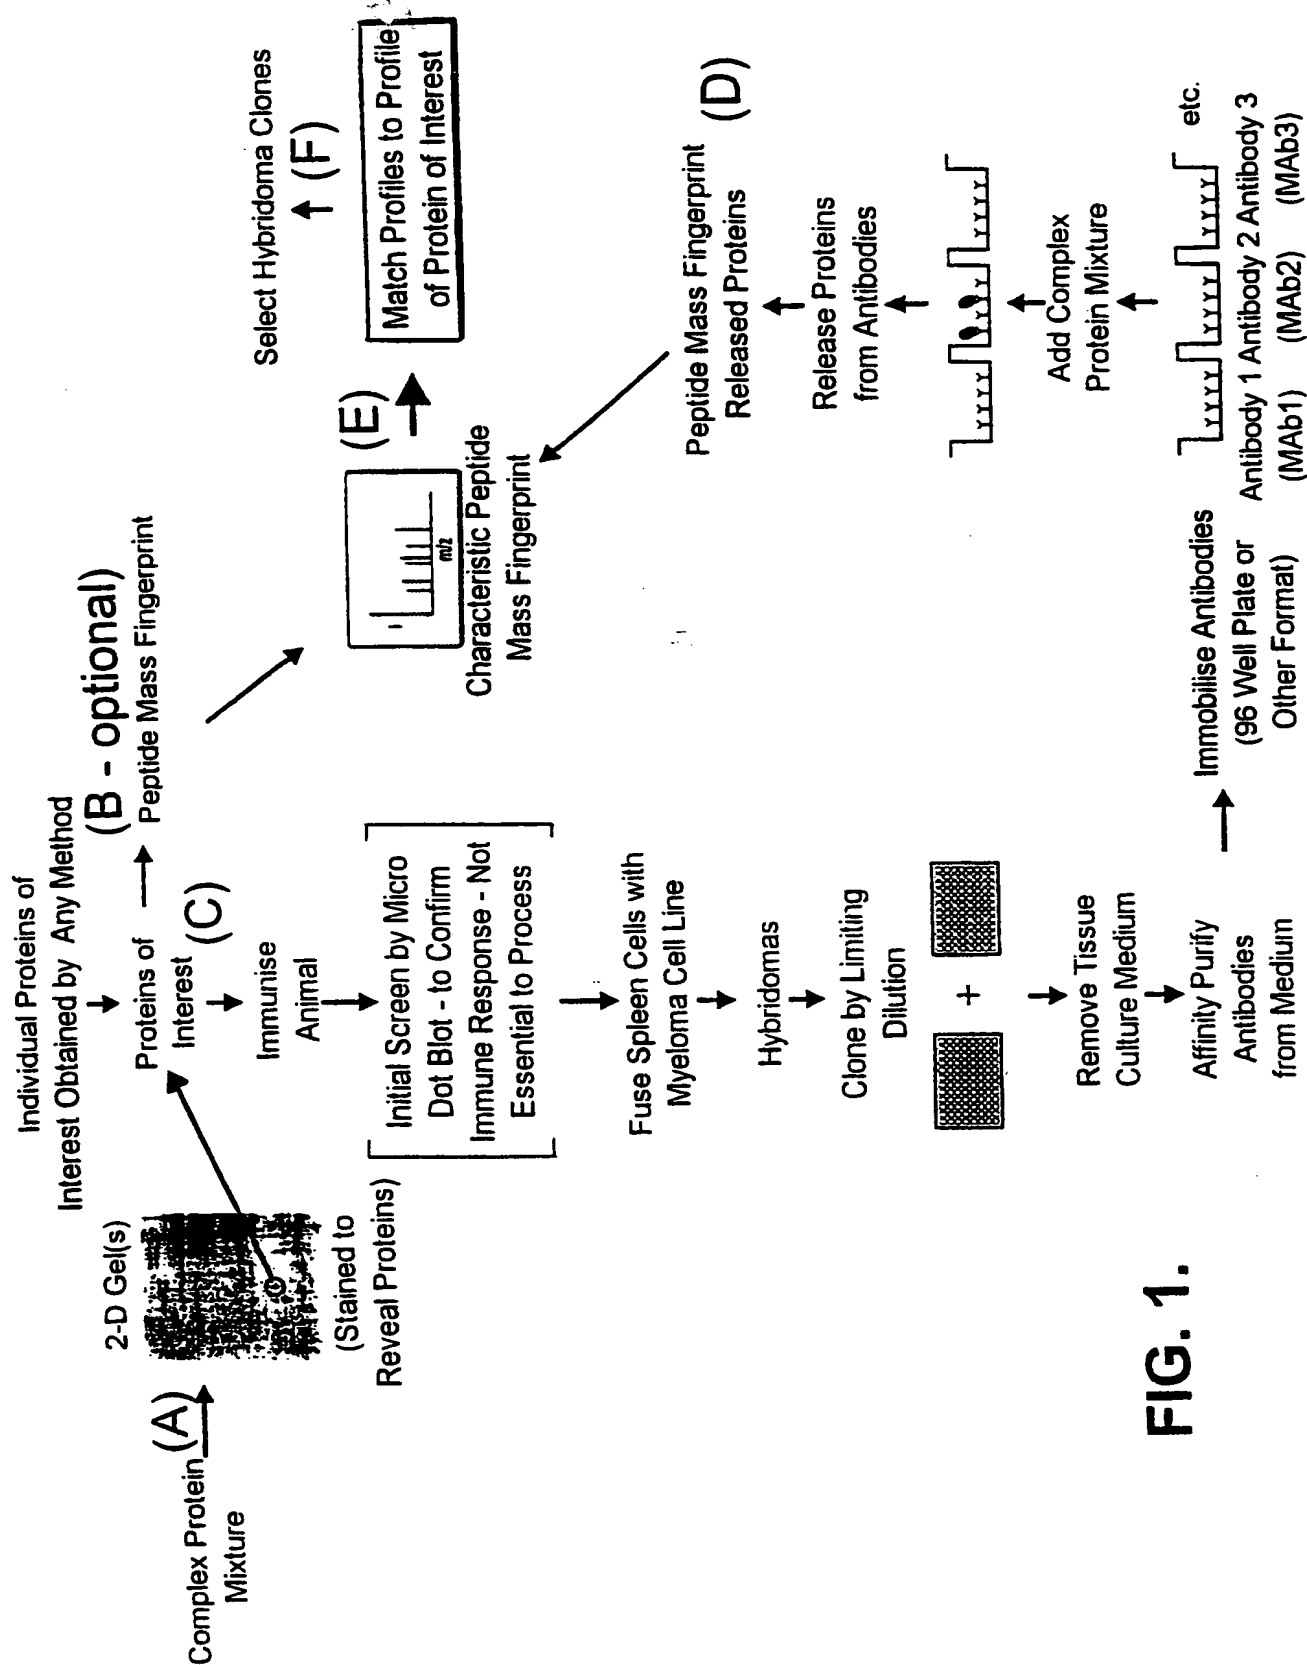 Individual Proteins of
Interest Obtained by Any Method
2-D Gel(s)
(A)
Complex Protein
Mixture
(Stained to
Reveal Proteins)
Proteins of
Interest
(C)
(B - optional)
Peptide Mass Fingerprint
Immunise
Animal
Initial Screen by Micro
Dot Blot - to Confirm
Immune Response - Not
Essential to Process
Fuse Spleen Cells with
Myeloma Cell Line
Hybridomas
Clone by Limiting
Dilution
+
Remove Tissue
Culture Medium
Affinity Purify
Antibodies
from Medium
Immobilise Antibodies
(96 Well Plate or
Other Format)
etc.
Antibody 1 Antibody 2 Antibody 3
(MAb1) (MAb2) (MAb3)
Add Complex
Protein Mixture
Release Proteins
from Antibodies
Peptide Mass Fingerprint
Released Proteins
(D)
m/z
Characteristic Peptide
Mass Fingerprint
(E)
Match Profiles to Profile
of Protein of Interest
(F)
Select Hybridoma Clones
FIG. 1.